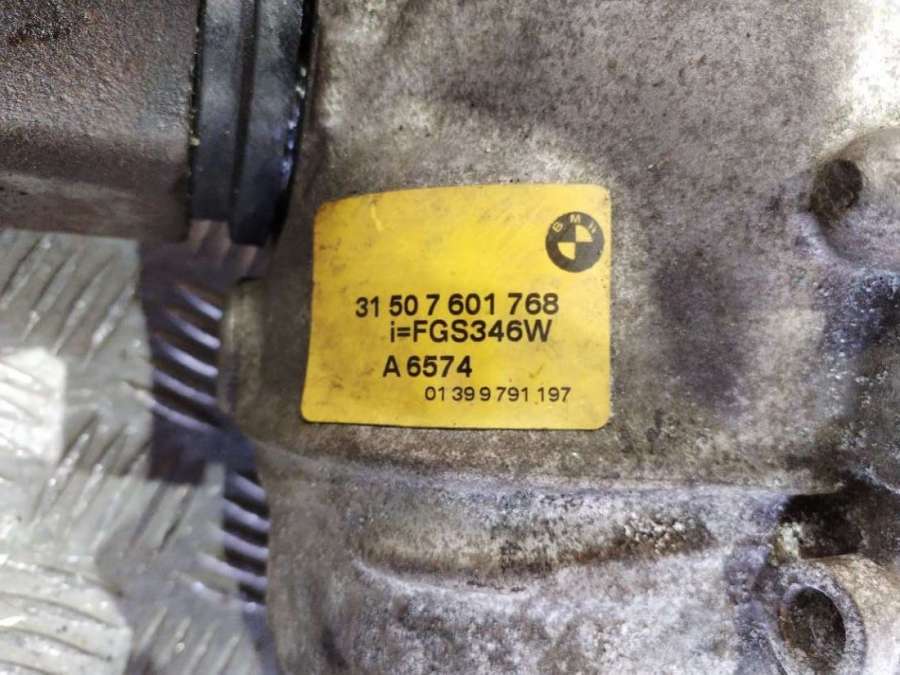 BMW
31 50 7 601 768
i=FGS346W
A 6574
01 39 9 791 197